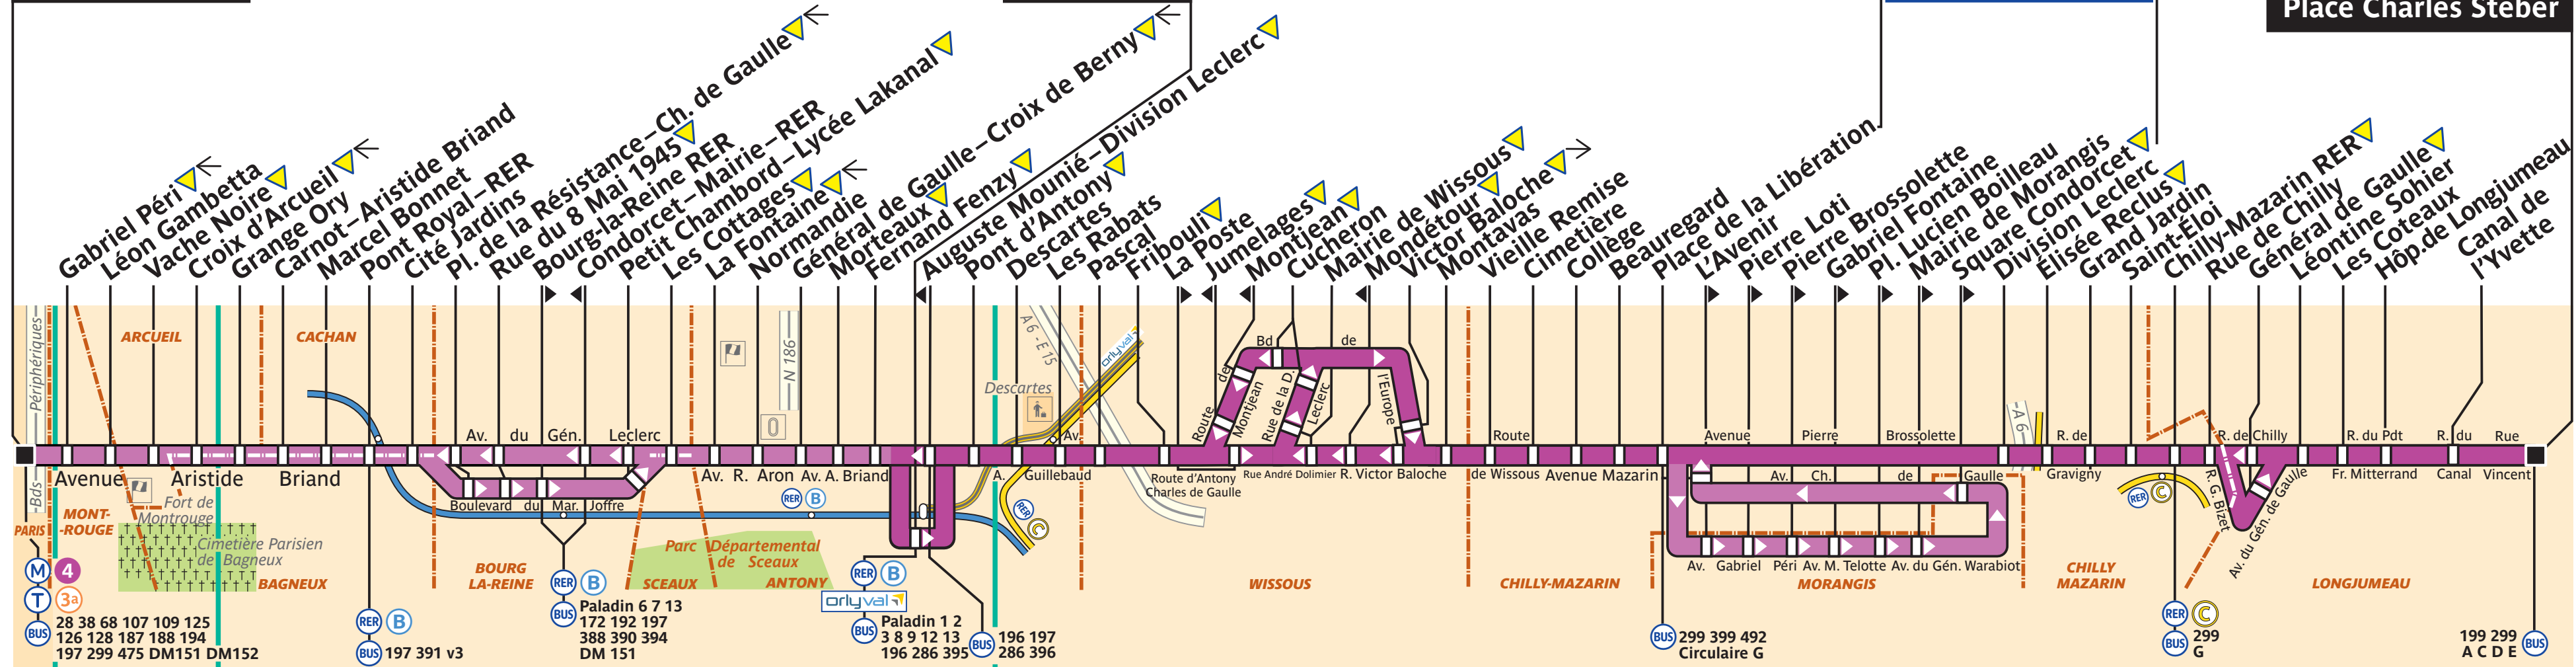 Place Charles Steber
Gabriel Péri
Léon Gambetta
Vache Noire
Croix d'Arcueil
Grange Ory
Carnot–Aristide Briand
Marcel Bonnet
Pont Royal–RER
Cité Jardins
Pl. de la Résistance–Ch. de Gaulle
Rue du 8 Mai 1945
Bourg-la-Reine RER
Condorcet–Mairie–RER
Petit Chambord–Lycée Lakanal
Les Cottages
La Fontaine
Normandie
Général de Gaulle–Croix de Berny
Morteaux
Fernand Fenzy
Auguste Mounié–Division Leclerc
Pont d'Antony
Descartes
Les Rabats
Pascal
Fribouli
La Poste
Jumelages
Montjean
Cucheron
Mairie de Wissous
Mondétour
Victor Baloche
Montavas
Vieille Remise
Cimetière
Collège
Beauregard
Place de la Libération
L'Avenir
Pierre Loti
Pierre Brossolette
Gabriel Fontaine
Pl. Lucien Boilleau
Mairie de Morangis
Square Condorcet
Division Leclerc
Élisée Reclus
Grand Jardin
Saint-Éloi
Chilly-Mazarin RER
Rue de Chilly
Général de Gaulle
Léontine Sohier
Les Coteaux
Hôp.de Longjumeau
Canal de
l'Yvette
Périphériques
Bds
ARCUEIL
CACHAN
N 186
A 6 - E 15
orlyval
Descartes
Bd de
l'Europe
Route de
Montjean
Rue de la D.
Leclerc
A 6
Av. du Gén. Leclerc
Av.
Route
Avenue Pierre Brossolette
R. de
R. de Chilly
R. du Pdt
R. du
Rue
Avenue Aristide Briand
Av. R. Aron Av. A. Briand
A. Guillebaud
Route d'Antony
Charles de Gaulle
Rue André Dolimier
R. Victor Baloche
de Wissous
Avenue Mazarin
Av. Ch. de Gaulle
Gravigny
R. G. Bizet
Av. du Gén. de Gaulle
Fr. Mitterrand
Canal
Vincent
Boulevard du Mar. Joffre
RER B
RER C
RER C
Fort de
Montrouge
Cimetière Parisien
de Bagneux
PARIS
MONT-
-ROUGE
BAGNEUX
BOURG
LA-REINE
Parc Départemental
de Sceaux
SCEAUX
ANTONY
WISSOUS
CHILLY-MAZARIN
Av. Gabriel Péri Av. M. Telotte Av. du Gén. Warabiot
MORANGIS
CHILLY
MAZARIN
LONGJUMEAU
M 4
T 3a
BUS 28 38 68 107 109 125
126 128 187 188 194
197 299 475 DM151 DM152
RER B
BUS 197 391 v3
RER B
BUS Paladin 6 7 13
172 192 197
388 390 394
DM 151
RER B
orlyval
BUS Paladin 1 2
3 8 9 12 13
196 286 395
BUS 196 197
286 396
BUS 299 399 492
Circulaire G
RER C
BUS 299
G
199 299
A C D E BUS